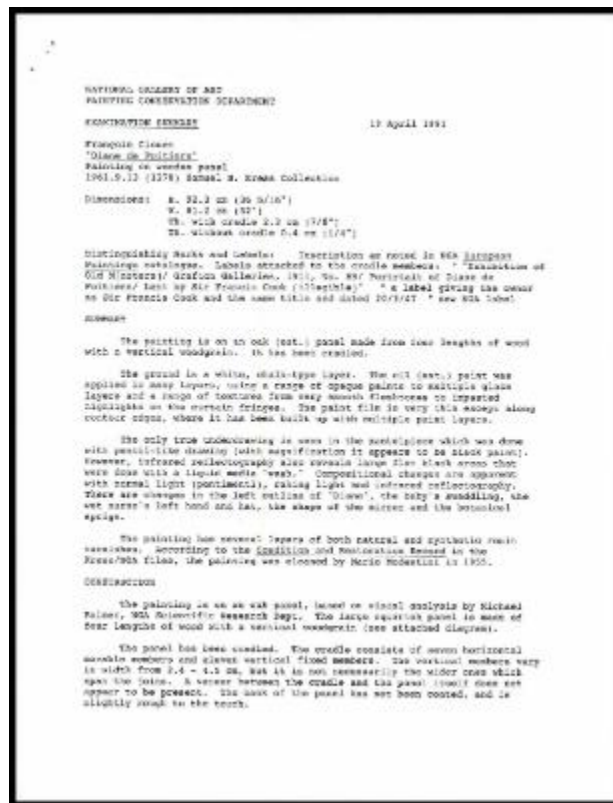 NATIONAL GALLERY OF ART
PAINTING CONSERVATION DEPARTMENT
EXAMINATION SUMMARY
April 1991
François Clouet
"Diane de Poitiers"
Painting on wooden panel
1961.9.13 (1370) Samuel H. Kress Collection
Dimensions: H. 92.3 cm (36 5/16")
W. 81.2 cm (32")
Th. with cradle 2.2 cm (7/8")
Th. without cradle 0.4 cm (1/4")
Distinguishing Marks and Labels: Inscription as noted in NGA European
Paintings catalogue. Labels attached to the cradle members: " Exhibition of
Old Masters/ Grafton Galleries, 1911, No. Portrait of Diane de
Poitiers/ Lent by Sir Francis Cook (illegible)" " a label giving the owner
as Sir Francis Cook and the same title and dated 20/3/47 " new NGA label
SUMMARY
The painting is on an oak (est.) panel made from four lengths of wood
with a vertical woodgrain. It has been cradled.
The ground is a white, chalk-type layer. The oil (est.) paint was
applied in many layers, using a range of opaque paints to multiple glaze
layers and a range of textures from very smooth fleshtones to impasted
highlights on the curtain fringes. The paint film is very thin except along
contour edges, where it has been built up with multiple paint layers.
The only true underdrawing is seen in the mantelpiece which was done
with pencil-like drawing (with magnification it appears to be black paint).
However, infrared reflectography also reveals large flat black areas that
were done with a liquid media "wash." Compositional changes are apparent
with normal light (pentimenti), raking light and infrared reflectography.
There are changes in the left outline of "Diane", the baby's swaddling, the
wet nurse's left hand and hat, the shape of the mirror and the botanical
sprigs.
The painting has several layers of both natural and synthetic resin
varnishes. According to the Condition and Restoration Record in the
Kress/NGA files, the painting was cleaned by Mario Modestini in 1955.
CONSTRUCTION
The painting is on an oak panel, based on visual analysis by Michael
Palmer, NGA Scientific Research Dept. The large squarish panel is made of
four lengths of wood with a vertical woodgrain (see attached diagram).
The panel has been cradled. The cradle consists of seven horizontal
movable members and eleven vertical fixed members. The vertical members vary
in width from 2.4 - 4.5 cm, but it is not necessarily the wider ones which
span the joins. A veneer between the cradle and the panel itself does not
appear to be present. The back of the panel has not been coated, and is
slightly rough to the touch.